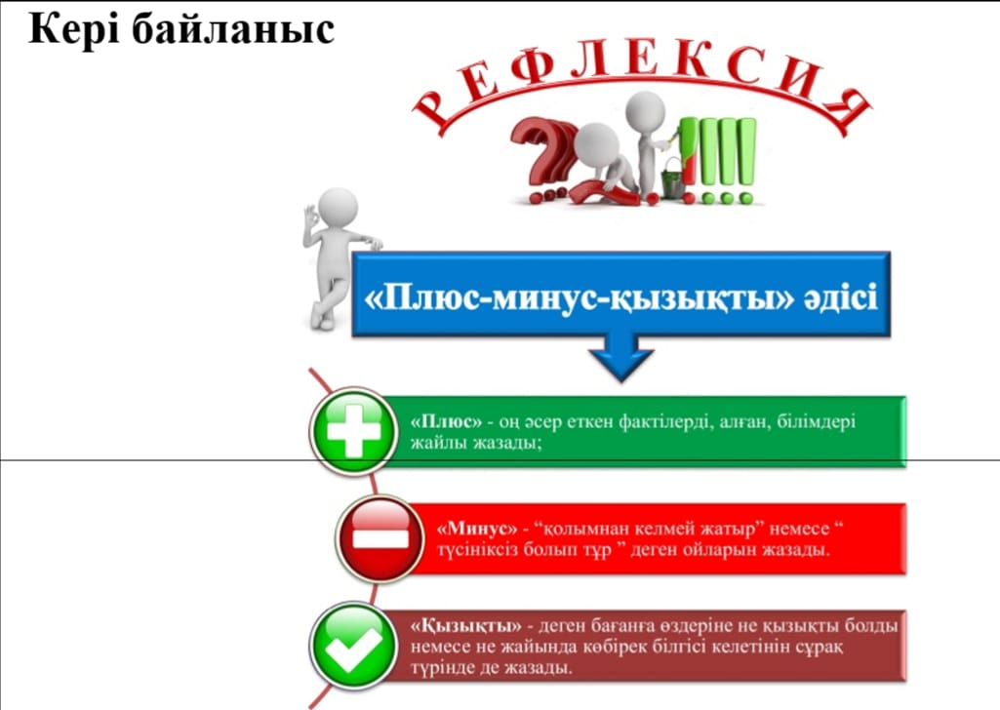 Кері байланыс
РЕФЛЕКСИЯ
«Плюс-минус-қызықты» әдісі
«Плюс» - оң әсер еткен фактілерді, алған, білімдері
жайлы жазады;
«Минус» - “қолымнан келмей жатыр” немесе “
түсініксіз болып тұр ” деген ойларын жазады.
«Қызықты» - деген бағанға өздеріне не қызықты болды
немесе не жайында көбірек білгісі келетінін сұрақ
түрінде де жазады.